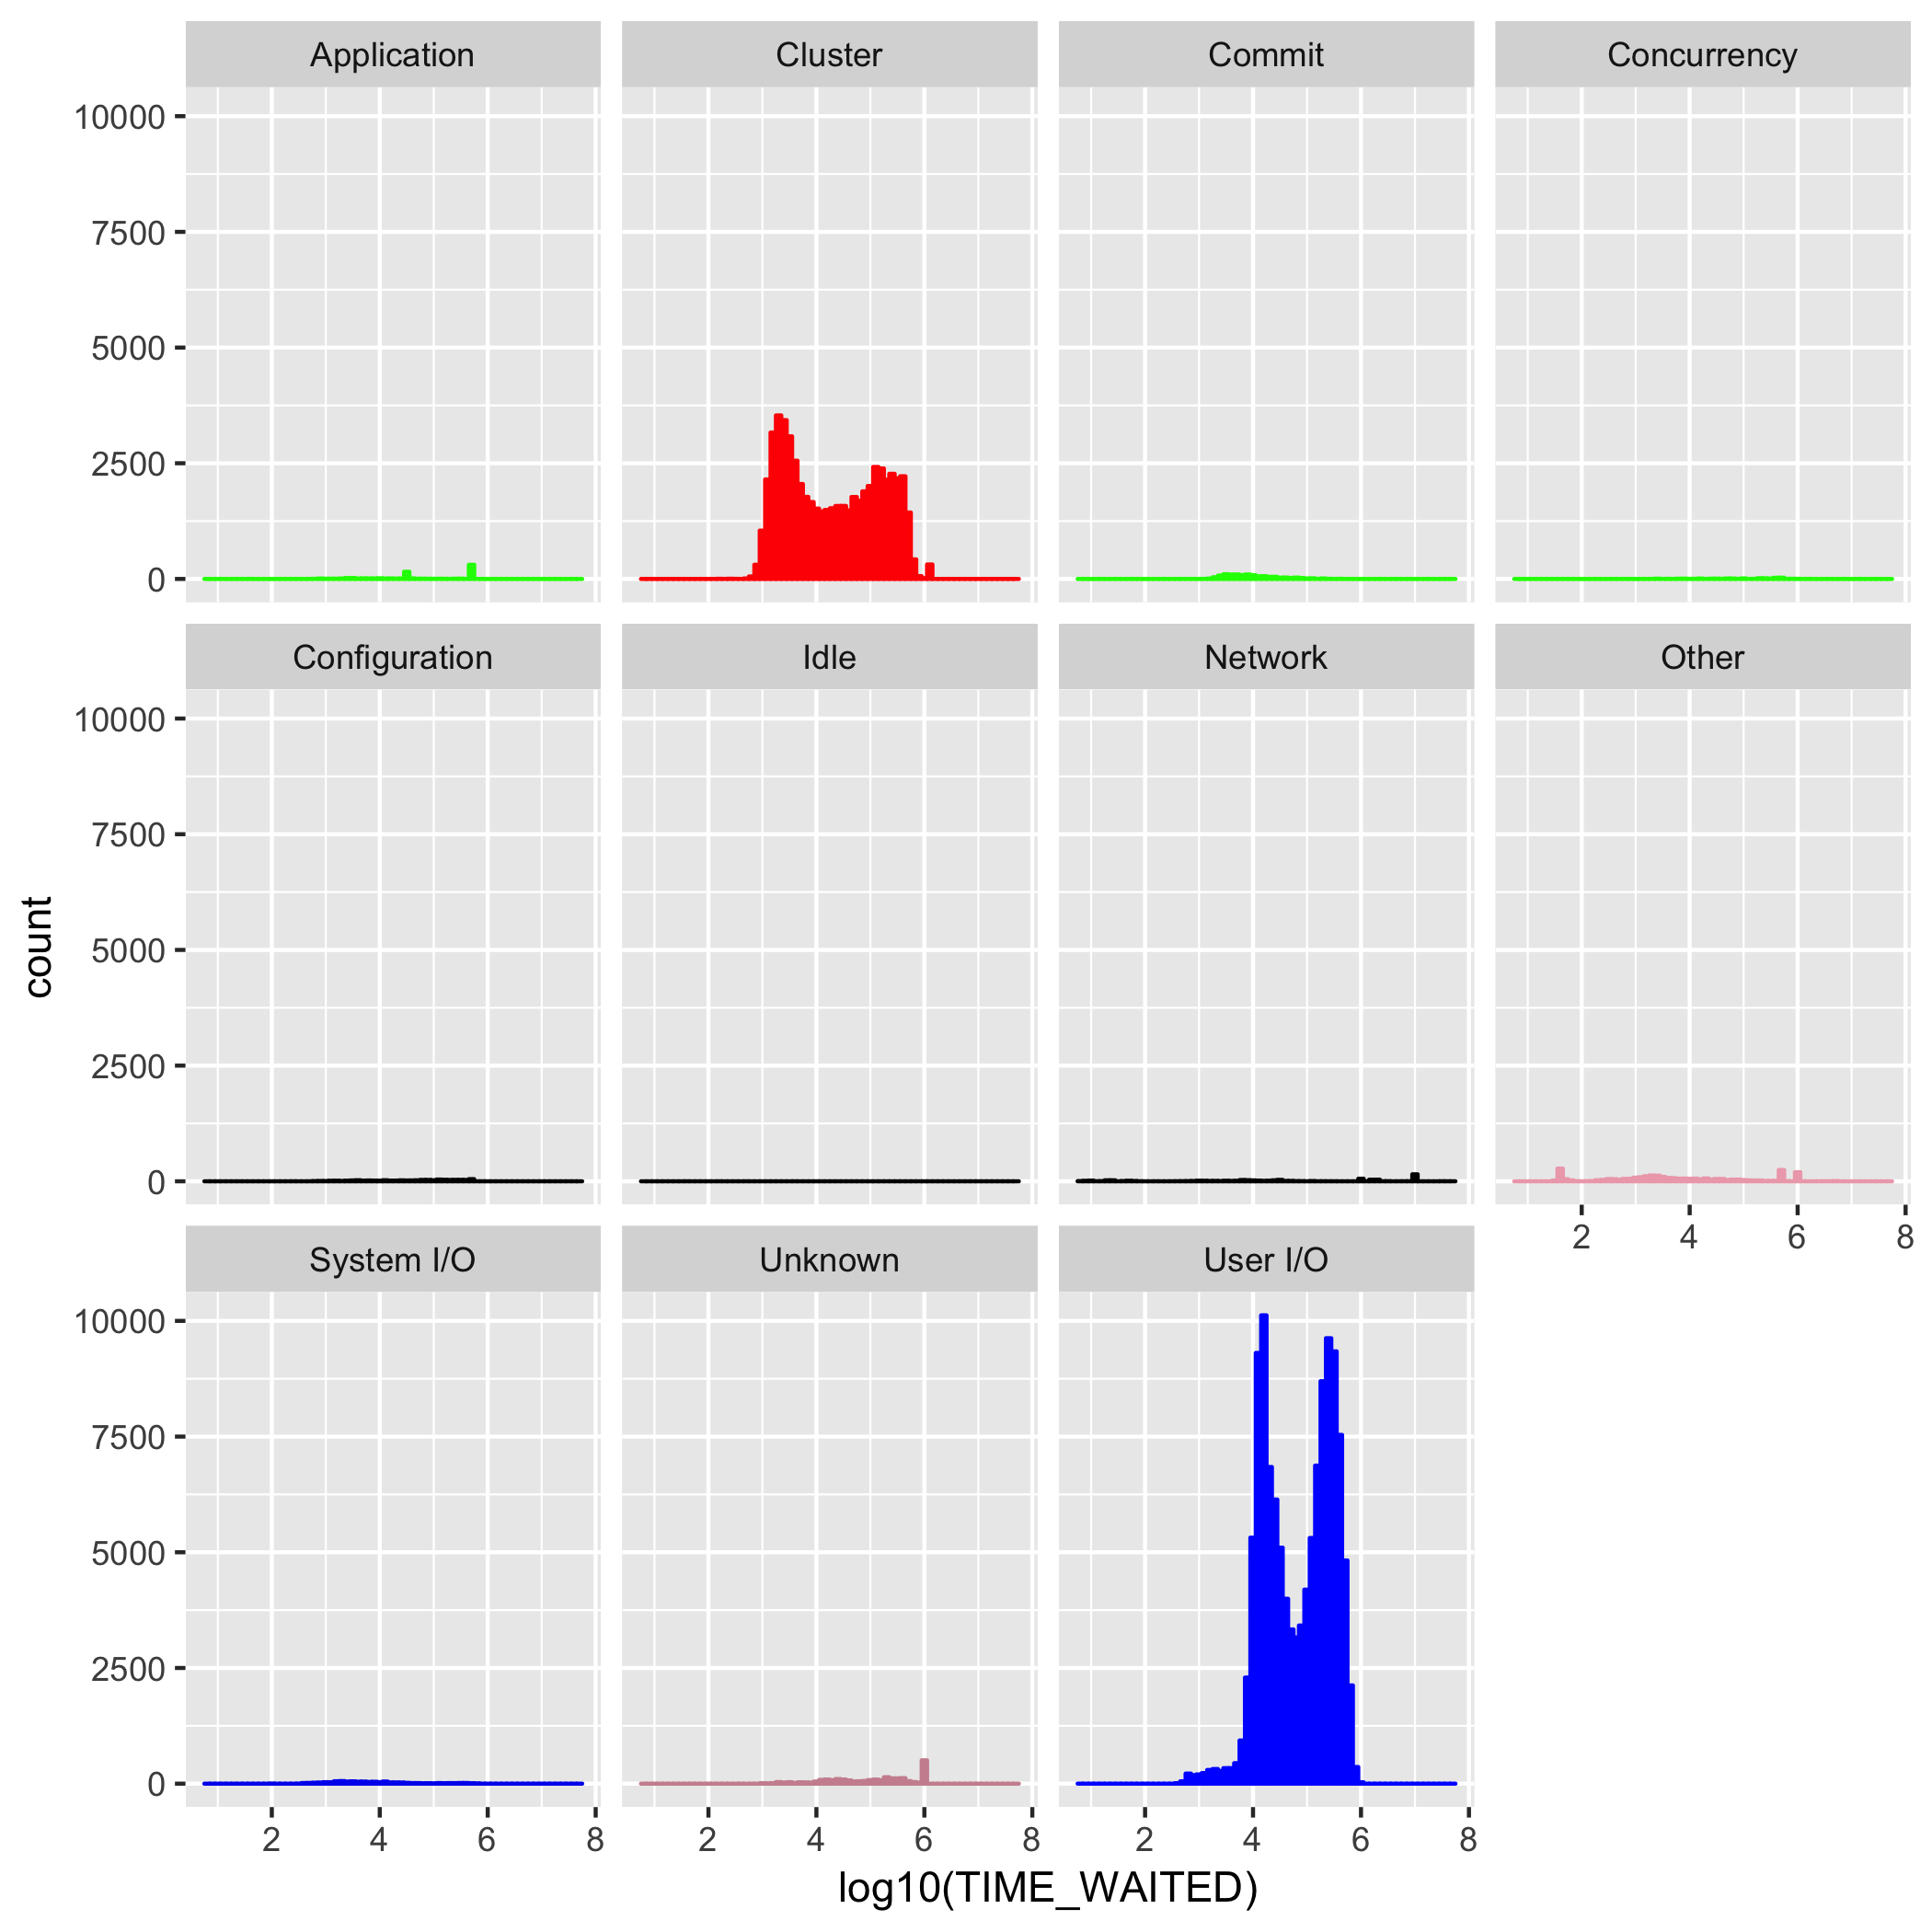 Application Cluster Commit Concurrency
10000
7500
5000
2500
0
Configuration Idle Network Other
10000
7500
5000
2500
0
2 4 6 8
System I/O Unknown User I/O
10000
7500
5000
2500
0
2 4 6 8 2 4 6 8 2 4 6 8
log10(TIME_WAITED)
count